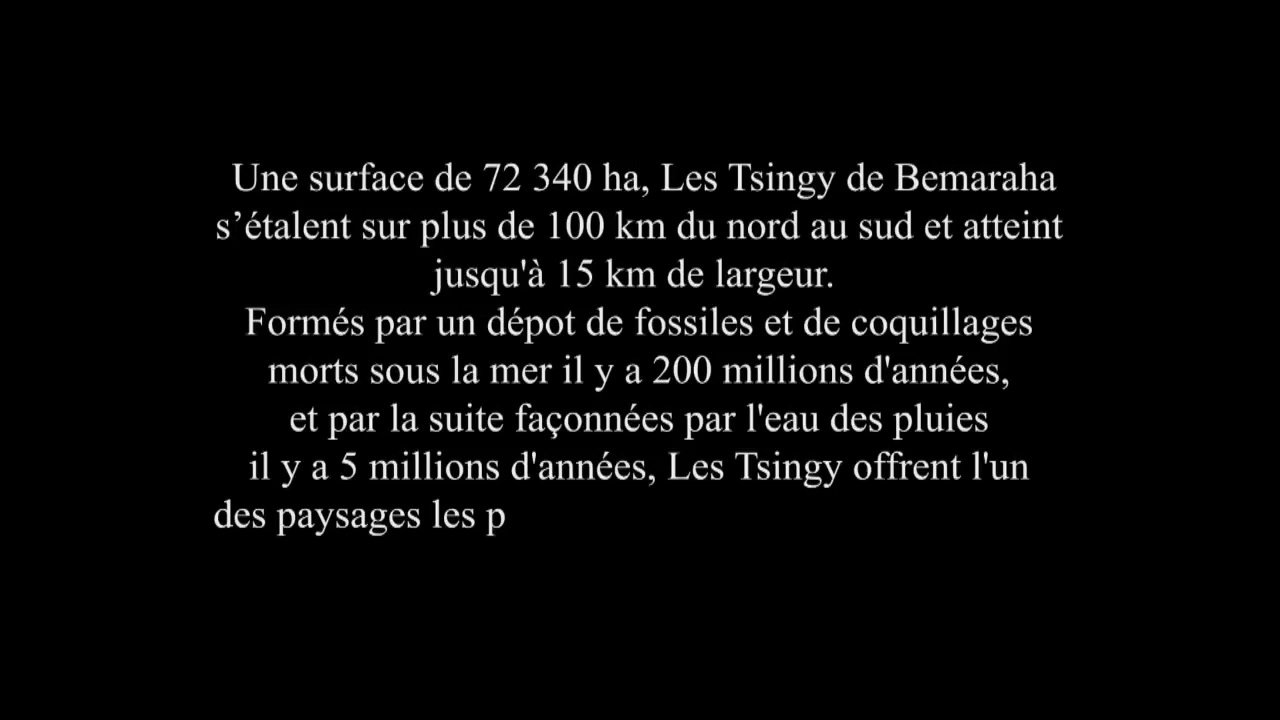 Une surface de 72 340 ha, Les Tsingy de Bemaraha
s’étalent sur plus de 100 km du nord au sud et atteint
jusqu'à 15 km de largeur.
Formés par un dépot de fossiles et de coquillages
morts sous la mer il y a 200 millions d'années,
et par la suite façonnées par l'eau des pluies
il y a 5 millions d'années, Les Tsingy offrent l'un
des paysages les p